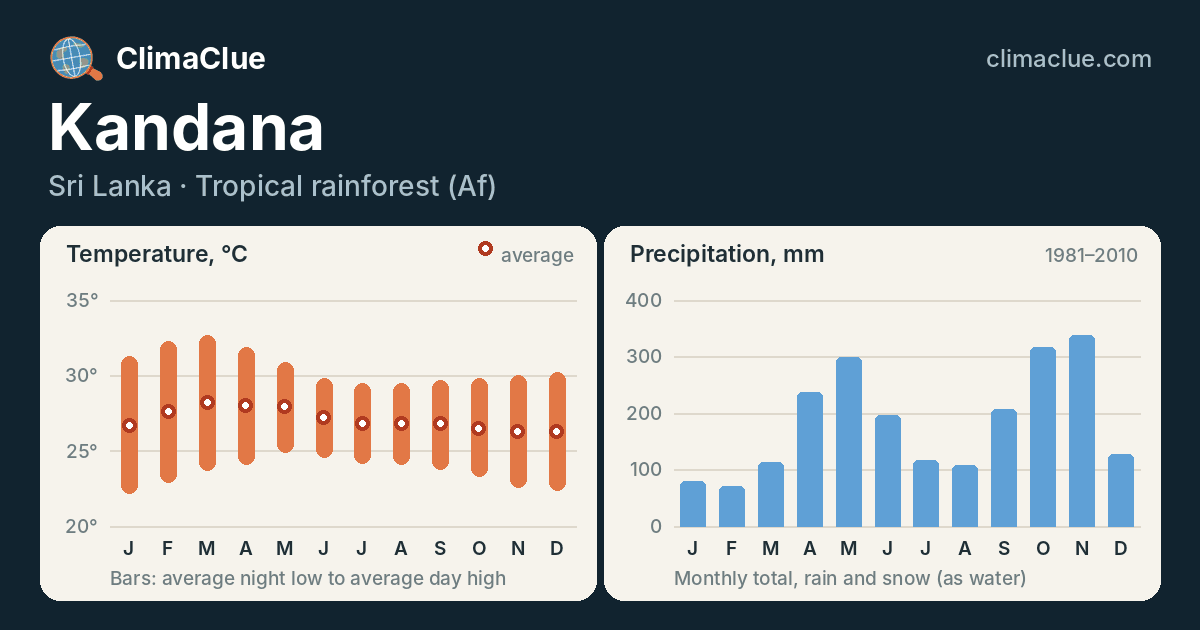 ClimaClue
climaclue.com
Kandana
Sri Lanka · Tropical rainforest (Af)
Temperature, °C
average
35°
30°
25°
20°
J F M A M J J A S O N D
Bars: average night low to average day high
Precipitation, mm
1981–2010
400
300
200
100
0
J F M A M J J A S O N D
Monthly total, rain and snow (as water)